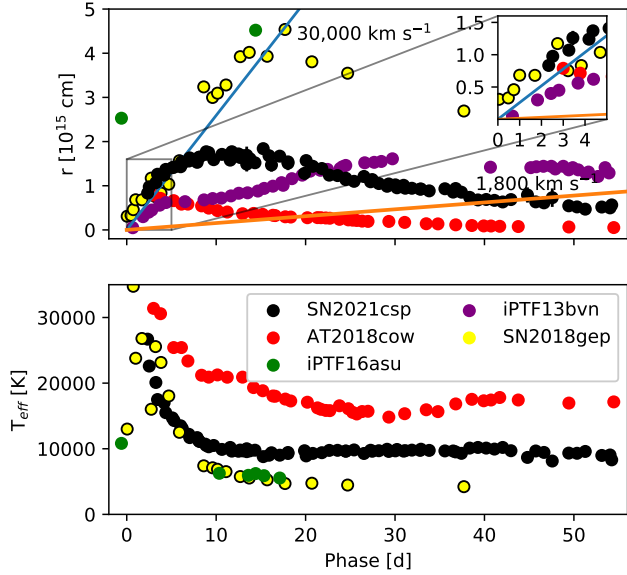 5
4
3
2
1
0
r [10¹⁵ cm]
30,000 km s⁻¹
1,800 km s⁻¹
1.5
1.0
0.5
0 1 2 3 4
30000
20000
10000
0
T_eff [K]
SN2021csp iPTF13bvn
AT2018cow SN2018gep
iPTF16asu
0 10 20 30 40 50
Phase [d]